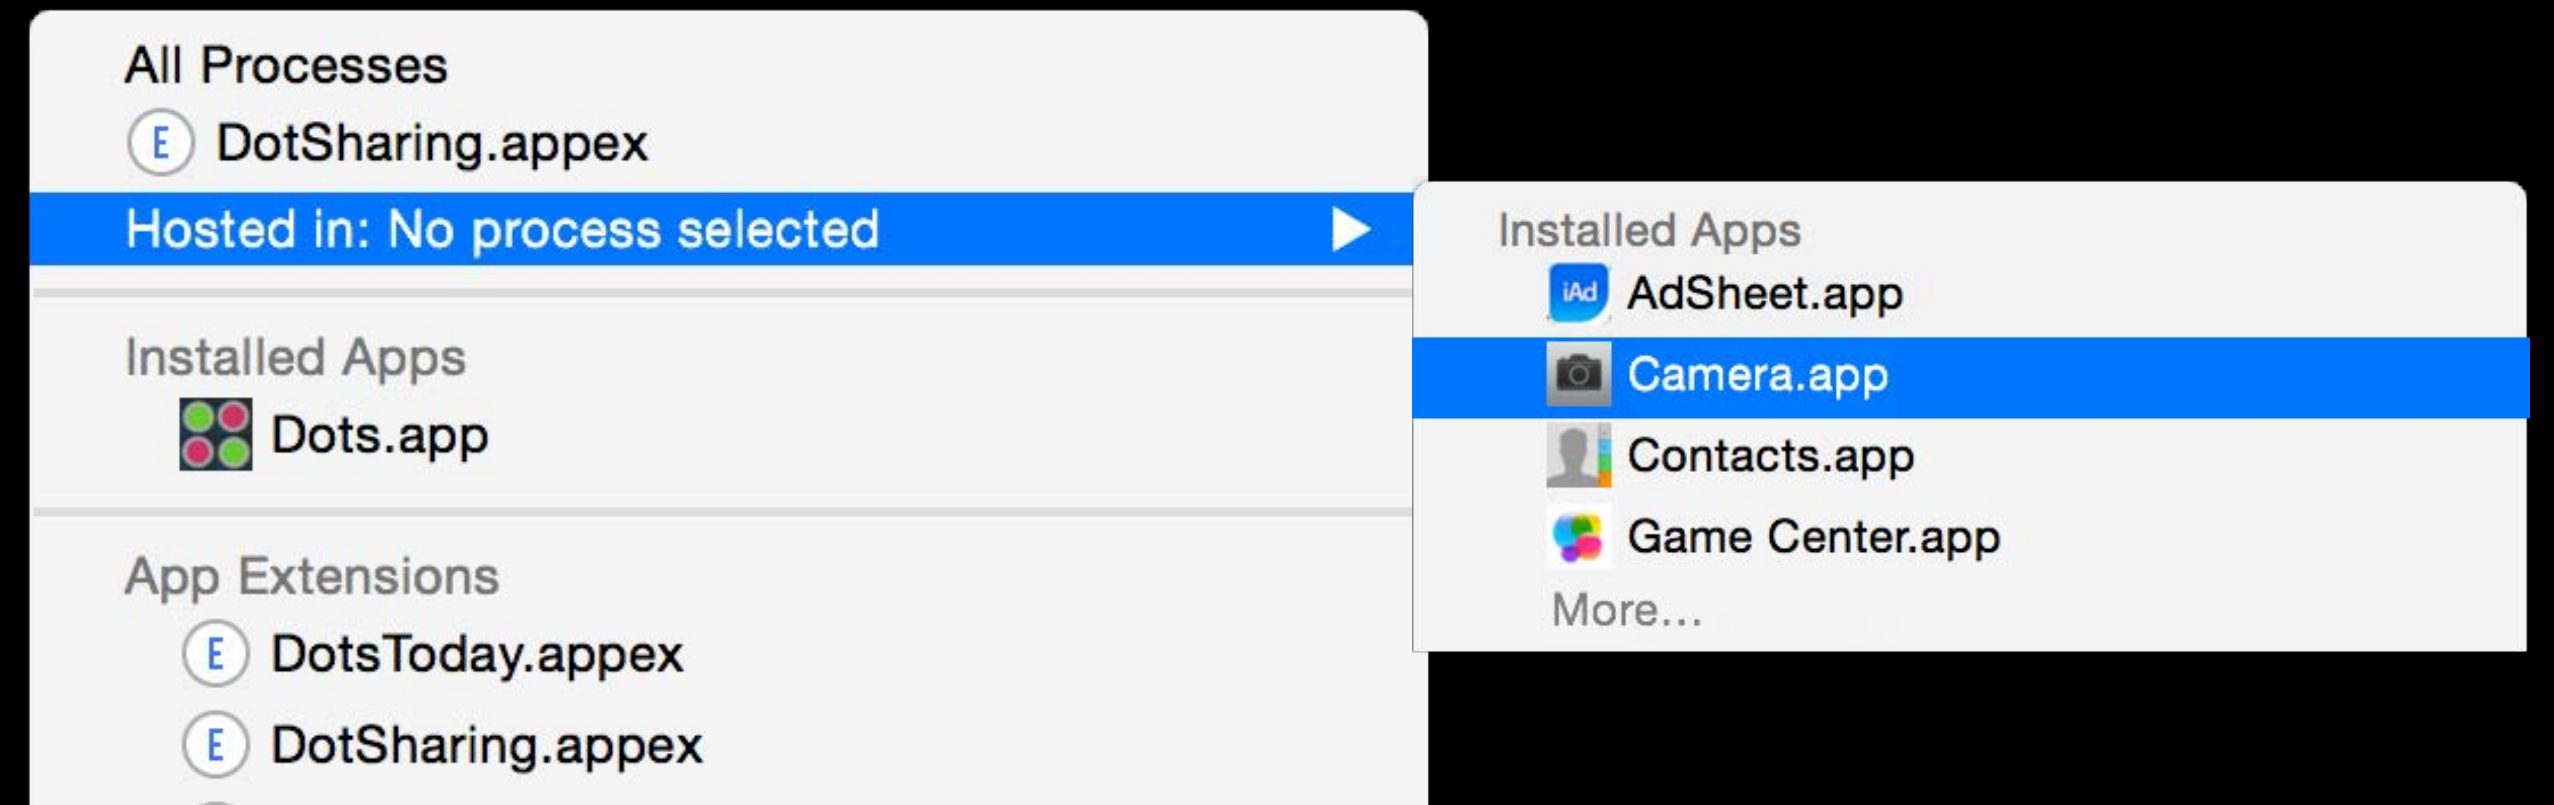 All Processes
E DotSharing.appex
Hosted in: No process selected
Installed Apps
Dots.app
App Extensions
E DotsToday.appex
E DotSharing.appex
Installed Apps
iAd AdSheet.app
Camera.app
Contacts.app
Game Center.app
More...